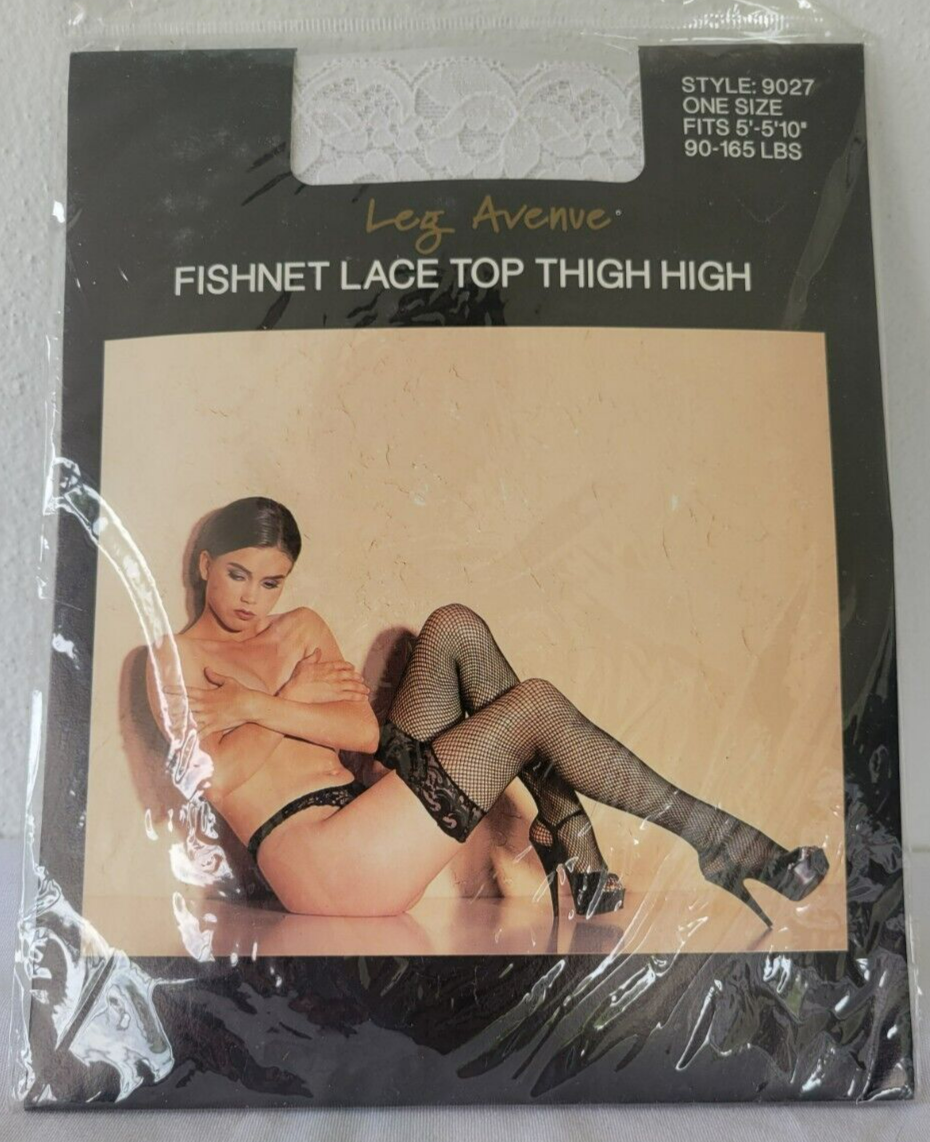 STYLE: 9027
ONE SIZE
FITS 5'-5'10"
90-165 LBS
Leg Avenue
FISHNET LACE TOP THIGH HIGH